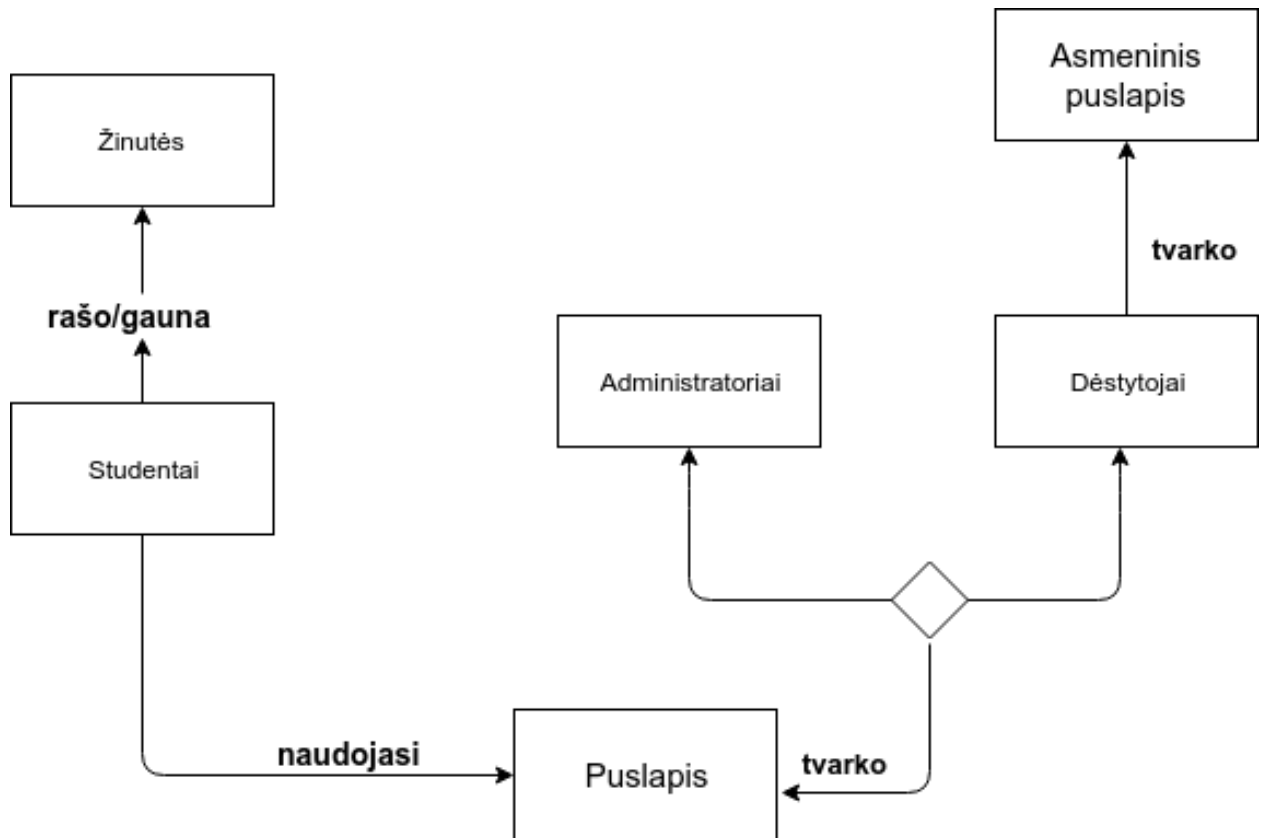 Asmeninis
puslapis
Žinutės
tvarko
rašo/gauna
Administratoriai
Dėstytojai
Studentai
naudojasi
Puslapis
tvarko